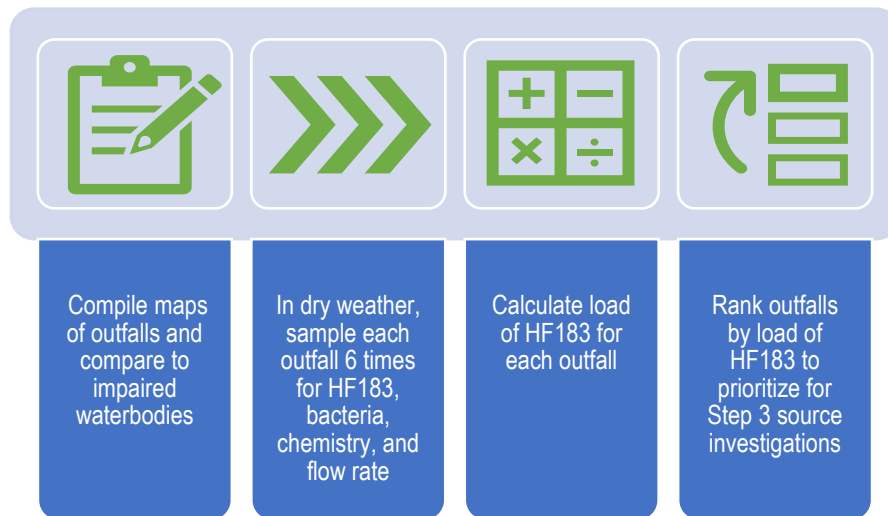 Compile maps
of outfalls and
compare to
impaired
waterbodies
In dry weather,
sample each
outfall 6 times
for HF183,
bacteria,
chemistry, and
flow rate
Calculate load
of HF183 for
each outfall
Rank outfalls
by load of
HF183 to
prioritize for
Step 3 source
investigations